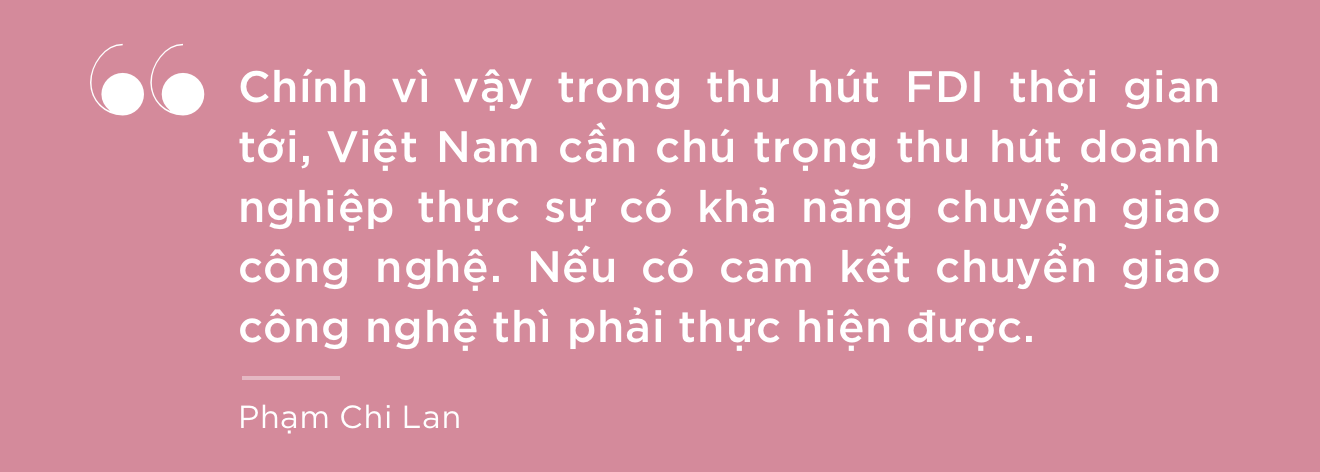 Chính vì vậy trong thu hút FDI thời gian
tới, Việt Nam cần chú trọng thu hút doanh
nghiệp thực sự có khả năng chuyển giao
công nghệ. Nếu có cam kết chuyển giao
công nghệ thì phải thực hiện được.
Phạm Chi Lan